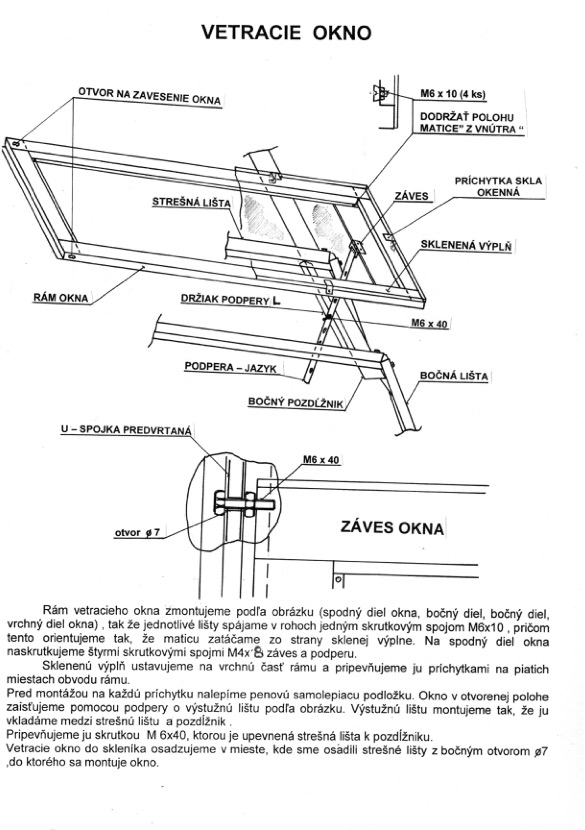 VETRACIE OKNO
OTVOR NA ZAVESENIE OKNA
M6 x 10 (4 ks)
DODRŽAŤ POLOHU
MATICE" Z VNÚTRA "
PRÍCHYTKA SKLA
OKENNÁ
STREŠNÁ LIŠTA
ZÁVES
SKLENENÁ VÝPLŇ
RÁM OKNA
DRŽIAK PODPERY L
M6 x 40
PODPERA – JAZYK
BOČNÁ LIŠTA
BOČNÝ POZDĹŽNIK
U – SPOJKA PREDVRTANÁ
M6 x 40
otvor ø 7
ZÁVES OKNA
Rám vetracieho okna zmontujeme podľa obrázku (spodný diel okna, bočný diel, bočný diel,
vrchný diel okna) , tak že jednotlivé lišty spájame v rohoch jedným skrutkovým spojom M6x10 , pričom
tento orientujeme tak, že maticu zatáčame zo strany sklenej výplne. Na spodný diel okna
naskrutkujeme štyrmi skrutkovými spojmi M4x 8 záves a podperu.
Sklenenú výplň ustavujeme na vrchnú časť rámu a pripevňujeme ju príchytkami na piatich
miestach obvodu rámu.
Pred montážou na každú príchytku nalepíme penovú samolepiacu podložku. Okno v otvorenej polohe
zaisťujeme pomocou podpery o výstužnú lištu podľa obrázku. Výstužnú lištu montujeme tak, že ju
vkladáme medzi strešnú lištu a pozdĺžnik .
Pripevňujeme ju skrutkou M 6x40, ktorou je upevnená strešná lišta k pozdĺžniku.
Vetracie okno do skleníka osadzujeme v mieste, kde sme osadili strešné lišty z bočným otvorom ø7
,do ktorého sa montuje okno.